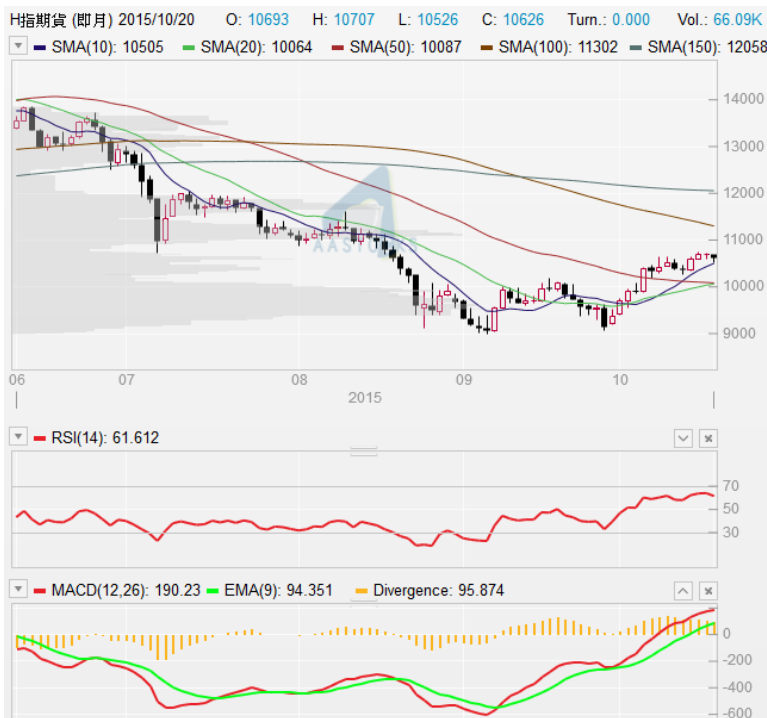 H指期貨 (即月) 2015/10/20 O: 10693 H: 10707 L: 10526 C: 10626 Turn.: 0.000 Vol.: 66.09K
SMA(10): 10505 SMA(20): 10064 SMA(50): 10087 SMA(100): 11302 SMA(150): 12058
14000
13000
12000
11000
10000
9000
AASTOCKS
06 07 08 09 10
2015
RSI(14): 61.612
70
50
30
MACD(12,26): 190.23 EMA(9): 94.351 Divergence: 95.874
0
-200
-400
-600